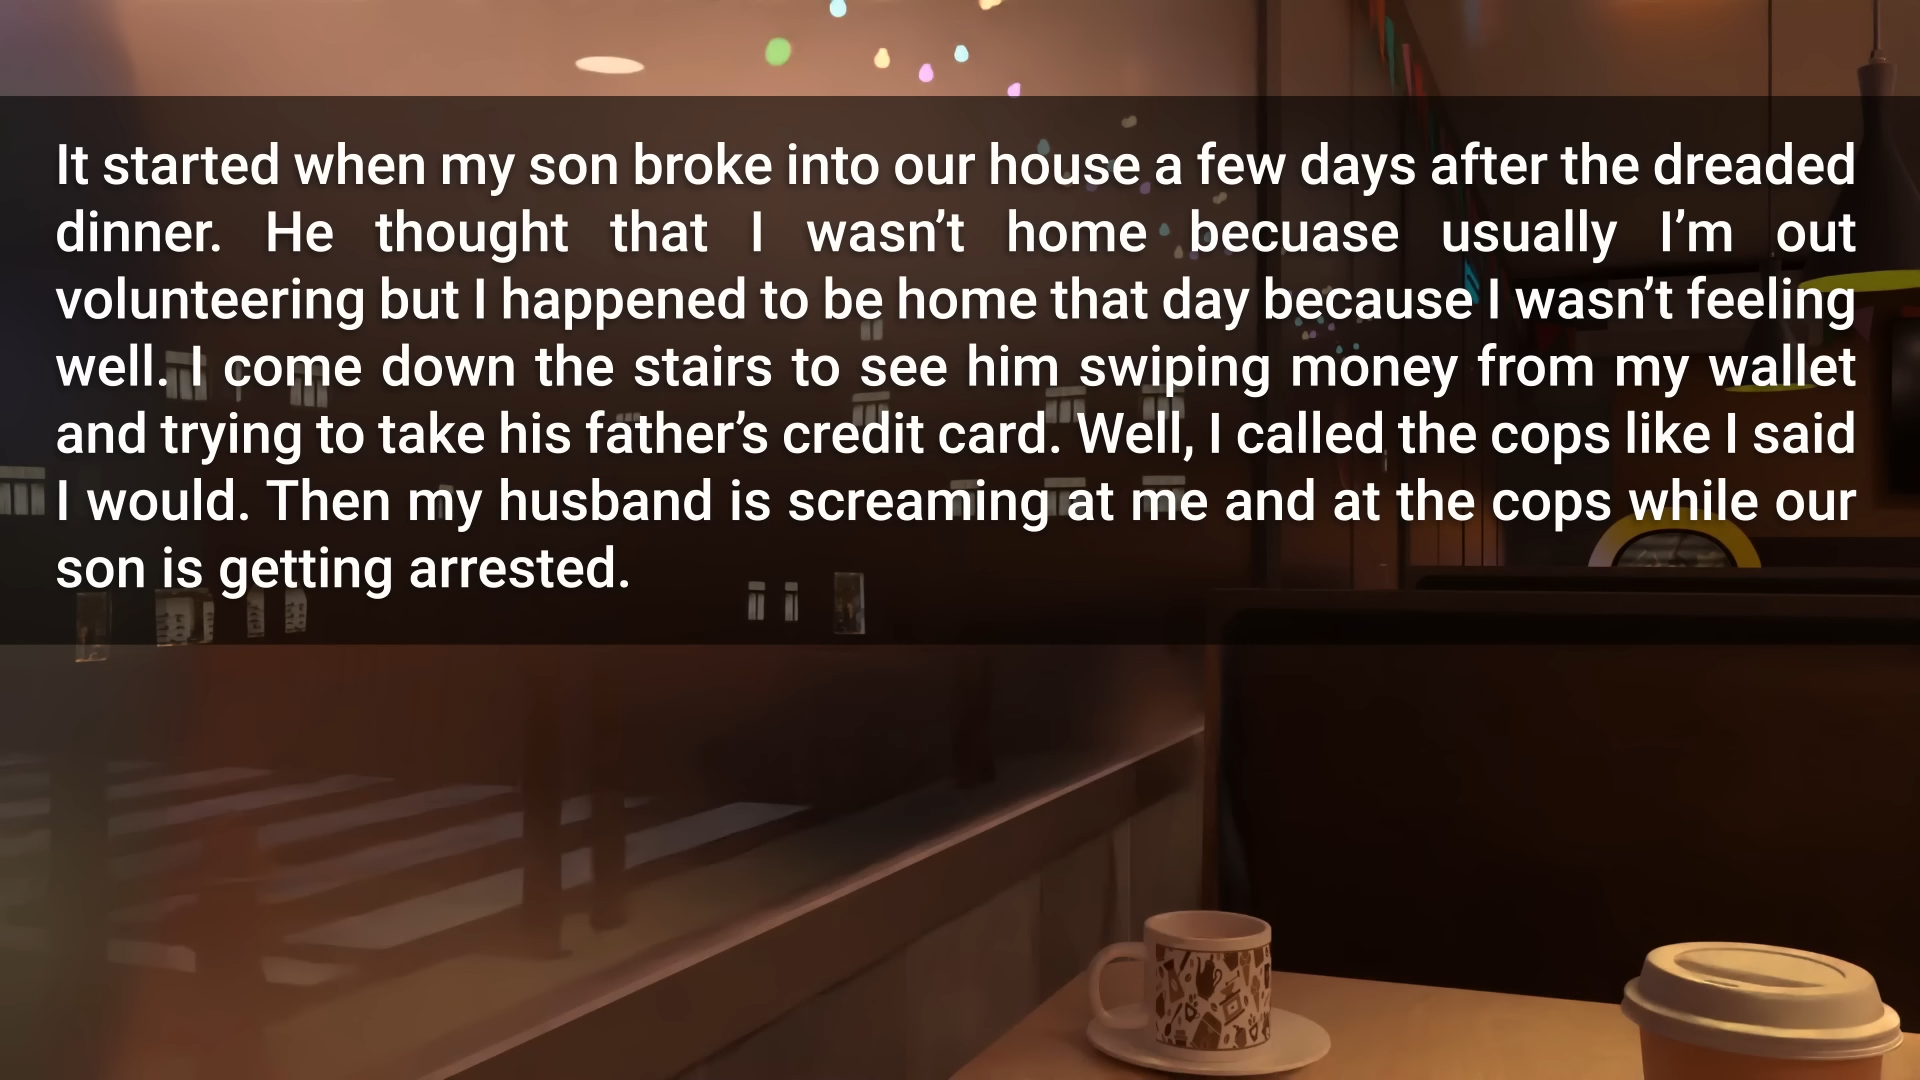 It started when my son broke into our house a few days after the dreaded
dinner. He thought that I wasn’t home becuase usually I’m out
volunteering but I happened to be home that day because I wasn’t feeling
well. I come down the stairs to see him swiping money from my wallet
and trying to take his father’s credit card. Well, I called the cops like I said
I would. Then my husband is screaming at me and at the cops while our
son is getting arrested.